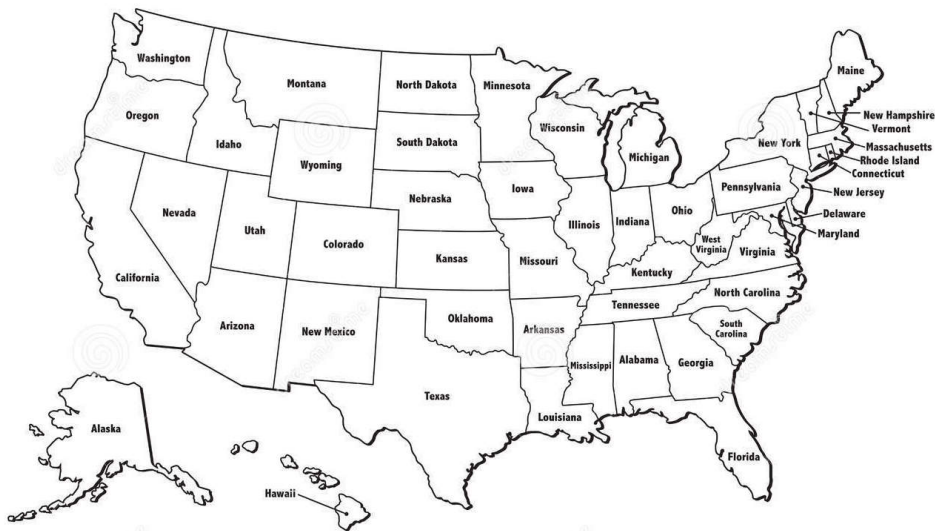 Washington
Oregon
Idaho
Montana
North Dakota
Minnesota
Wisconsin
South Dakota
Wyoming
Nebraska
Iowa
Michigan
Maine
New Hampshire
Vermont
Massachusetts
Rhode Island
Connecticut
New York
Pennsylvania
New Jersey
Delaware
Maryland
Nevada
Utah
Colorado
Kansas
Missouri
Illinois
Indiana
Ohio
West
Virginia
Virginia
Kentucky
California
Arizona
New Mexico
Oklahoma
Arkansas
Tennessee
North Carolina
South
Carolina
Mississippi
Alabama
Georgia
Texas
Louisiana
Florida
Alaska
Hawaii